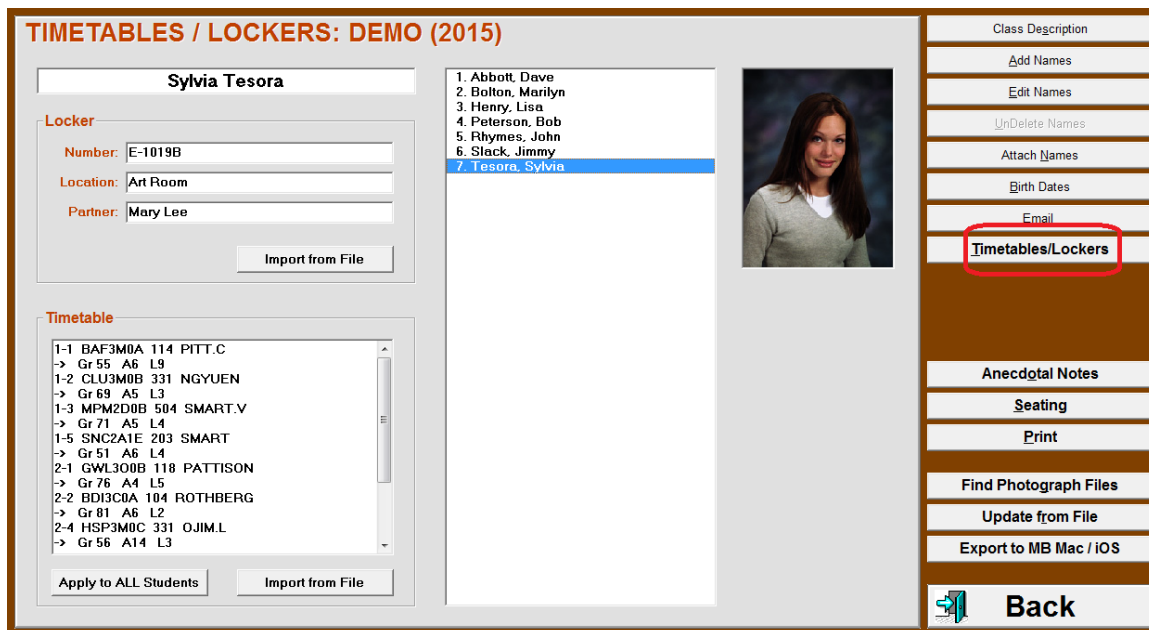 TIMETABLES / LOCKERS: DEMO (2015)
Sylvia Tesora
Locker
Number: E-1019B
Location: Art Room
Partner: Mary Lee
Import from File
Timetable
1-1 BAF3M0A 114 PITT.C
-> Gr 55 A6 L9
1-2 CLU3M0B 331 NGYUEN
-> Gr 69 A5 L3
1-3 MPM2D0B 504 SMART.V
-> Gr 71 A5 L4
1-5 SNC2A1E 203 SMART
-> Gr 51 A6 L4
2-1 GWL3O0B 118 PATTISON
-> Gr 76 A4 L5
2-2 BDI3C0A 104 ROTHBERG
-> Gr 81 A6 L2
2-4 HSP3M0C 331 OJIM.L
-> Gr 56 A14 L3
Apply to ALL Students
Import from File
1. Abbott, Dave
2. Bolton, Marilyn
3. Henry, Lisa
4. Peterson, Bob
5. Rhymes, John
6. Slack, Jimmy
7. Tesora, Sylvia
Class Description
Add Names
Edit Names
UnDelete Names
Attach Names
Birth Dates
Email
Timetables/Lockers
Anecdotal Notes
Seating
Print
Find Photograph Files
Update from File
Export to MB Mac / iOS
Back